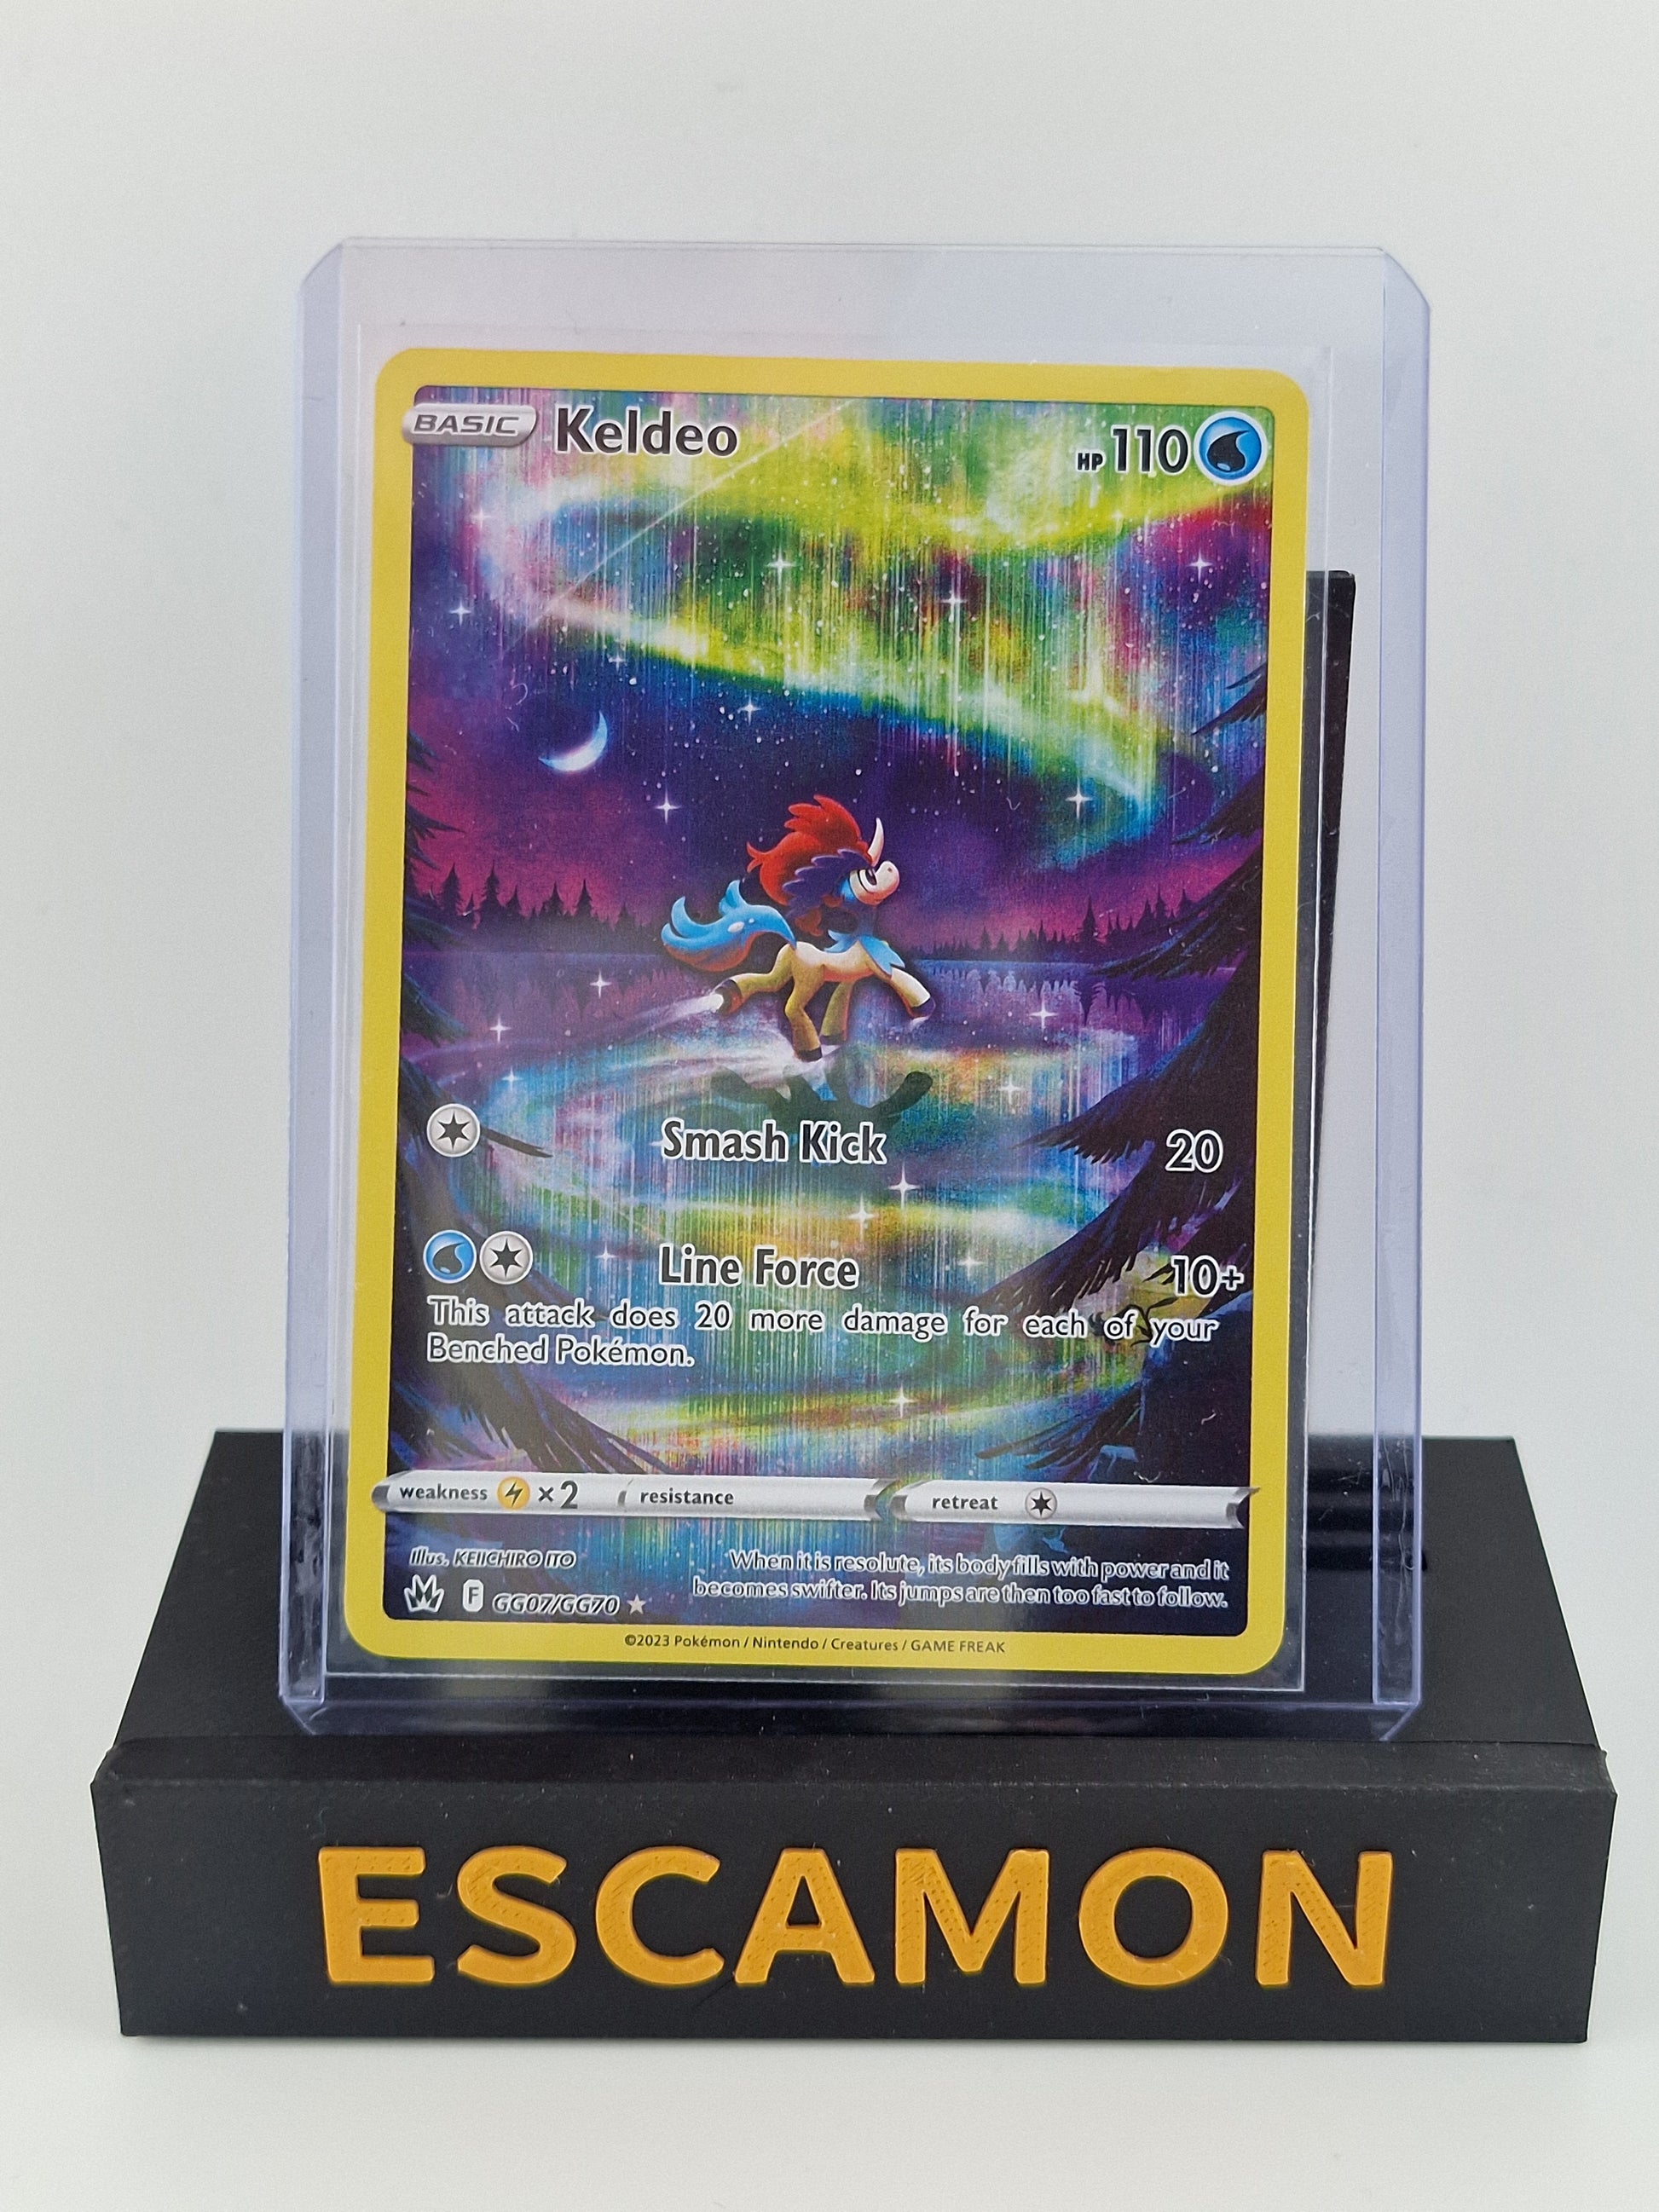 BASIC Keldeo HP 110
Smash Kick 20
Line Force 10+
This attack does 20 more damage for each of your
Benched Pokémon.
weakness ×2 resistance retreat
Illus. KEIICHIRO ITO
When it is resolute, its body fills with power and it
becomes swifter. Its jumps are then too fast to follow.
F GG07/GG70
©2023 Pokémon / Nintendo / Creatures / GAME FREAK
ESCAMON